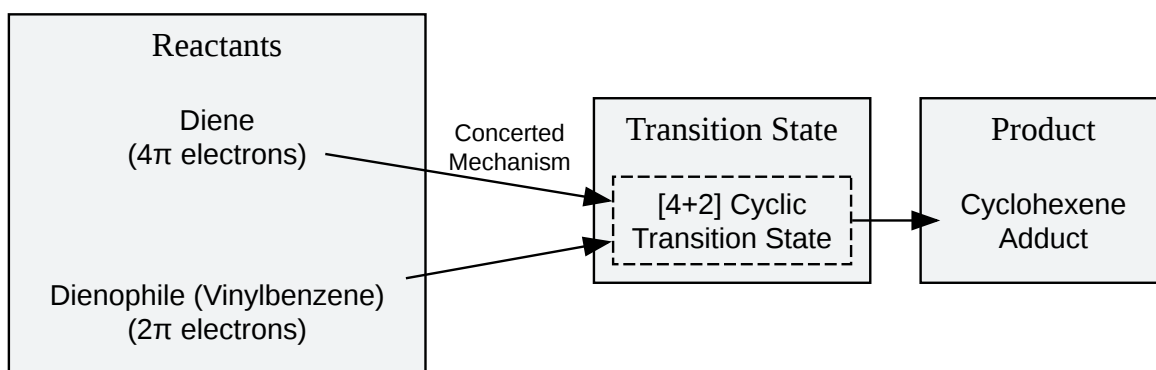 Reactants
Diene
(4π electrons)
Dienophile (Vinylbenzene)
(2π electrons)
Concerted
Mechanism
Transition State
[4+2] Cyclic
Transition State
Product
Cyclohexene
Adduct